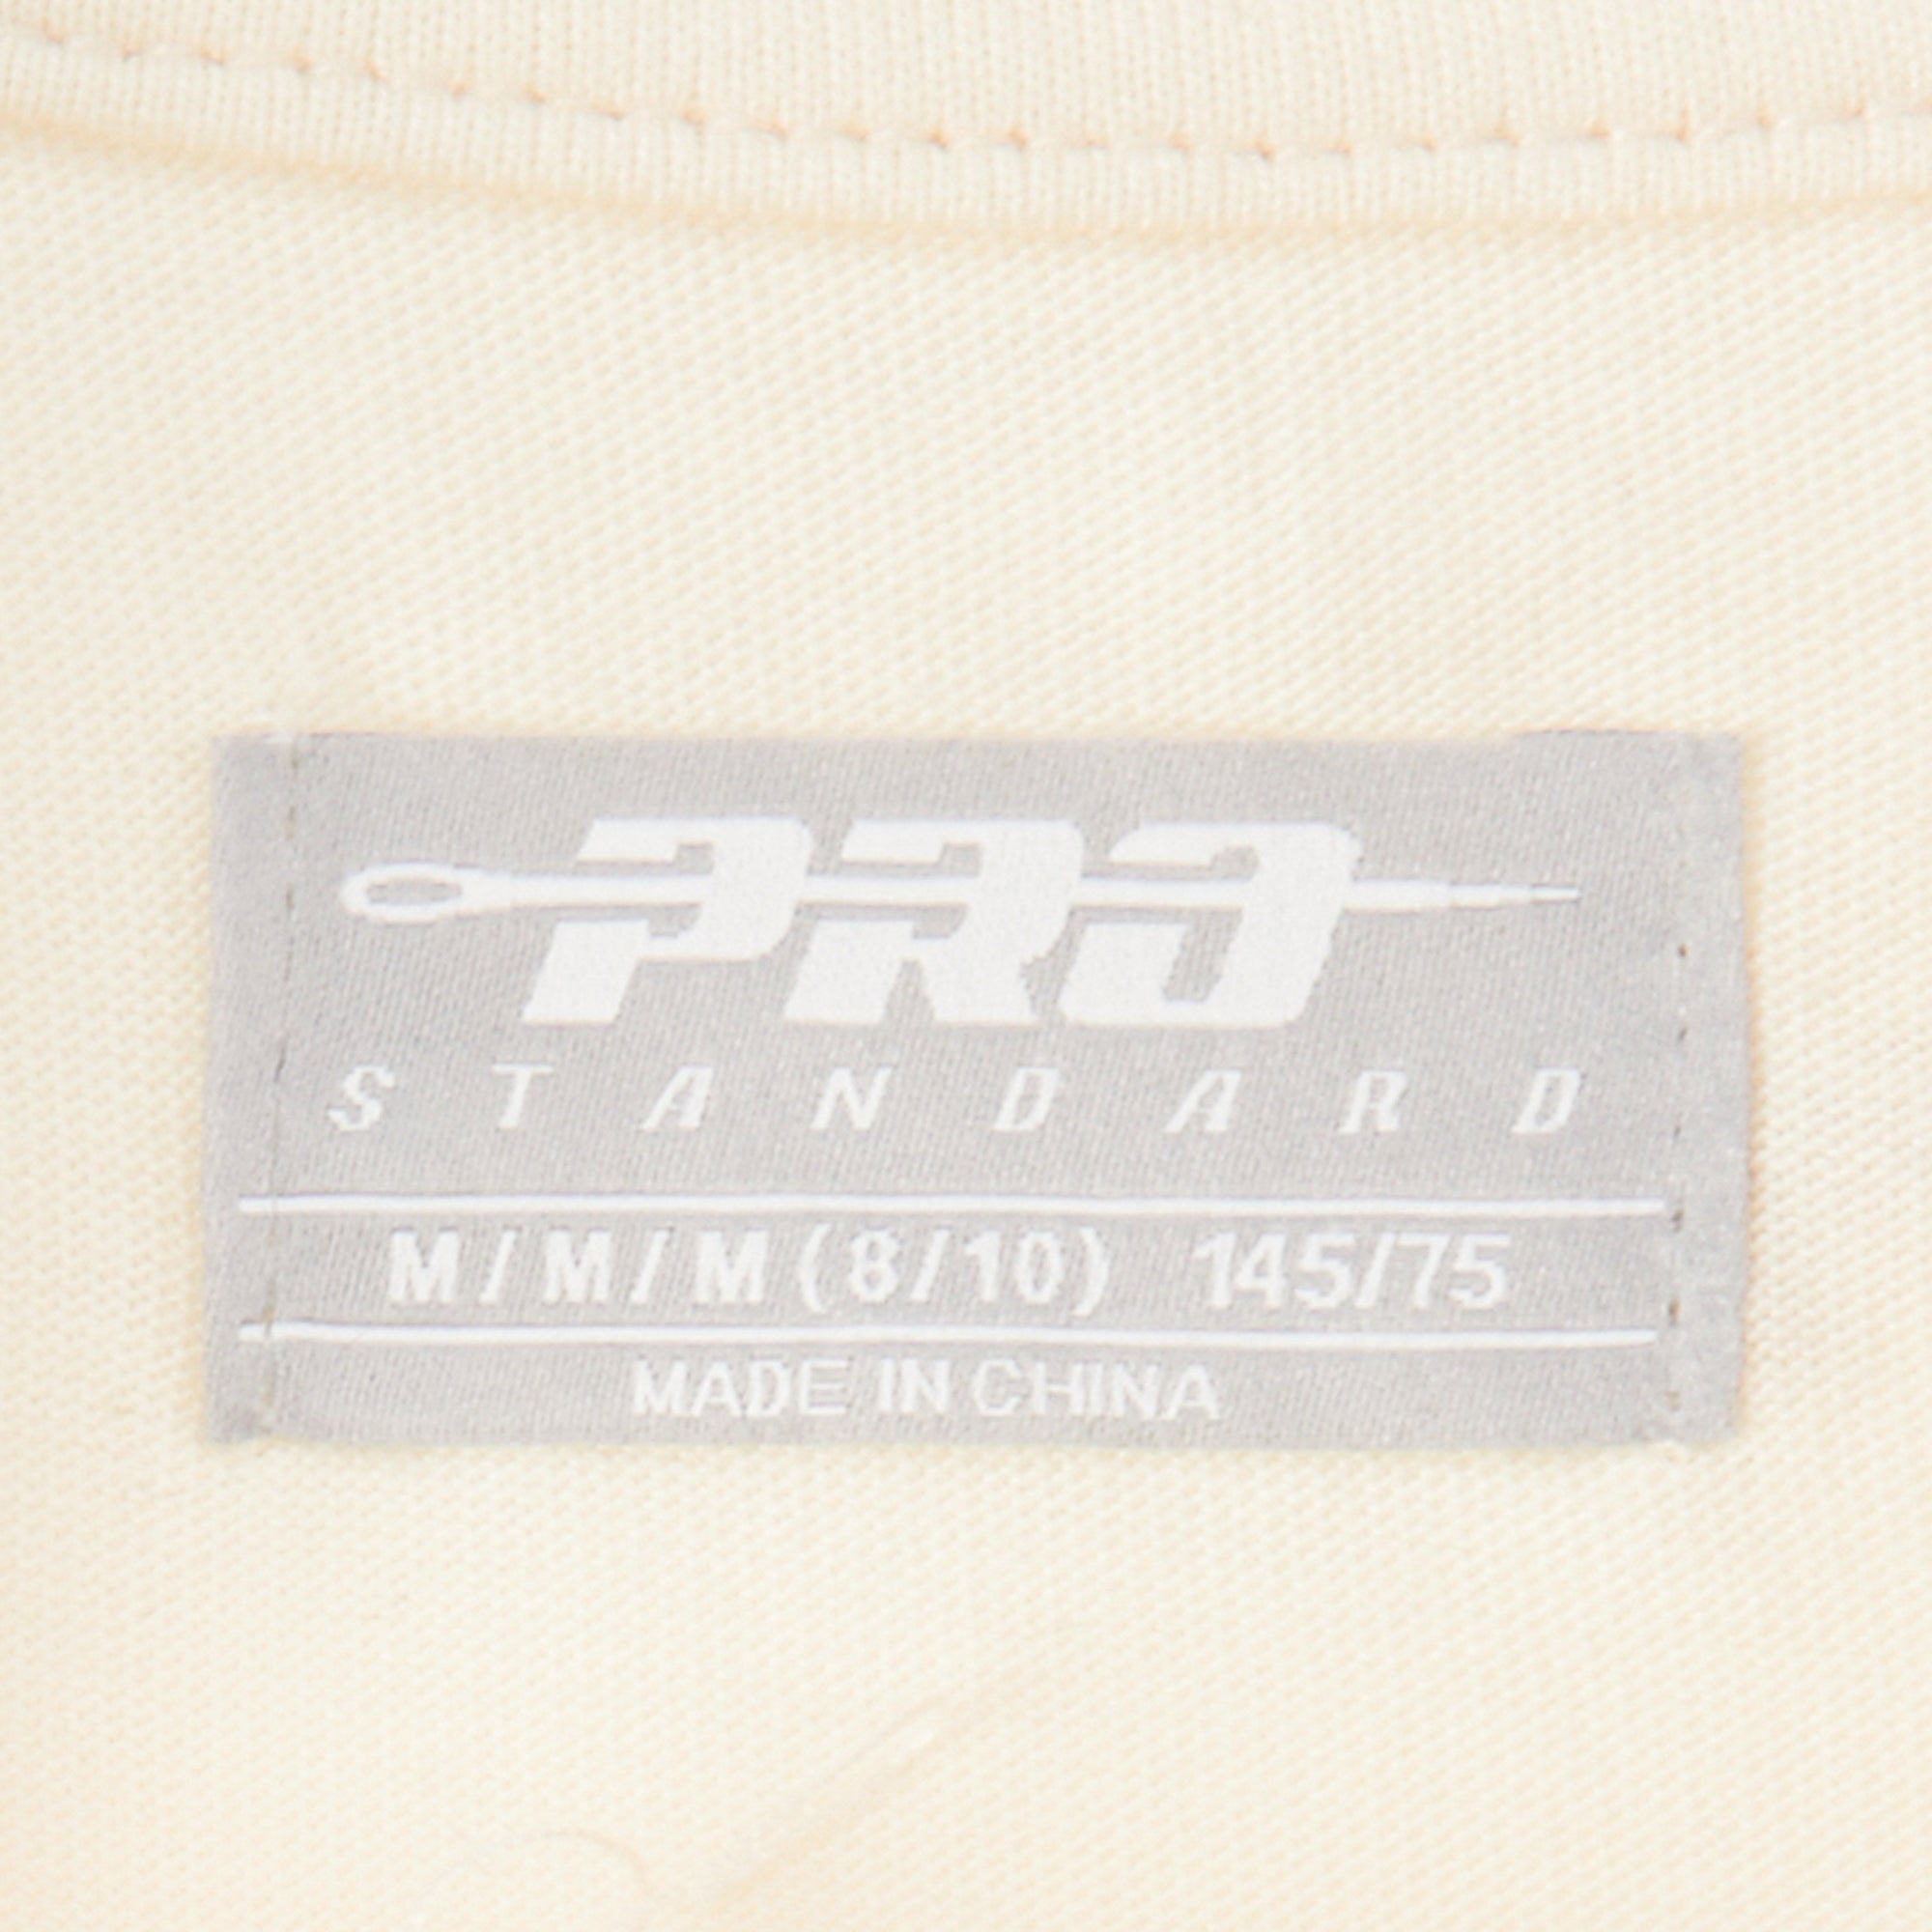 PRO
STANDARD
M/M/M(8/10) 145/75
MADE IN CHINA